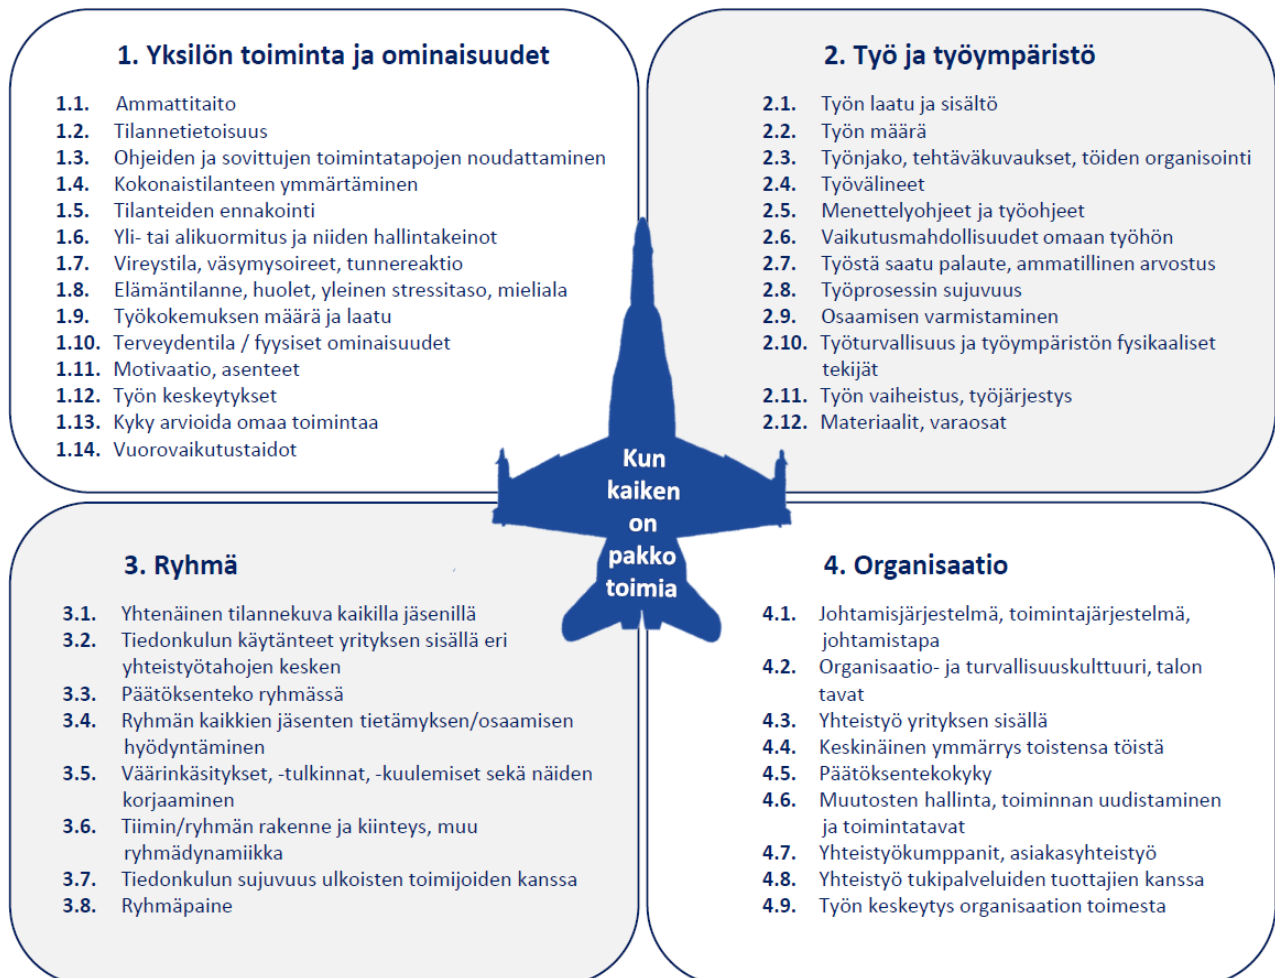 1. Yksilön toiminta ja ominaisuudet
1.1. Ammattitaito
1.2. Tilannetietoisuus
1.3. Ohjeiden ja sovittujen toimintatapojen noudattaminen
1.4. Kokonaistilanteen ymmärtäminen
1.5. Tilanteiden ennakointi
1.6. Yli- tai alikuormitus ja niiden hallintakeinot
1.7. Vireystila, väsymysoireet, tunnereaktio
1.8. Elämäntilanne, huolet, yleinen stressitaso, mieliala
1.9. Työkokemuksen määrä ja laatu
1.10. Terveydentila / fyysiset ominaisuudet
1.11. Motivaatio, asenteet
1.12. Työn keskeytykset
1.13. Kyky arvioida omaa toimintaa
1.14. Vuorovaikutustaidot
2. Työ ja työympäristö
2.1. Työn laatu ja sisältö
2.2. Työn määrä
2.3. Työnjako, tehtäväkuvaukset, töiden organisointi
2.4. Työvälineet
2.5. Menettelyohjeet ja työohjeet
2.6. Vaikutusmahdollisuudet omaan työhön
2.7. Työstä saatu palaute, ammatillinen arvostus
2.8. Työprosessin sujuvuus
2.9. Osaamisen varmistaminen
2.10. Työturvallisuus ja työympäristön fysikaaliset
tekijät
2.11. Työn vaiheistus, työjärjestys
2.12. Materiaalit, varaosat
Kun
kaiken
on
pakko
toimia
3. Ryhmä
3.1. Yhtenäinen tilannekuva kaikilla jäsenillä
3.2. Tiedonkulun käytänteet yrityksen sisällä eri
yhteistyötahojen kesken
3.3. Päätöksenteko ryhmässä
3.4. Ryhmän kaikkien jäsenten tietämyksen/osaamisen
hyödyntäminen
3.5. Väärinkäsitykset, -tulkinnat, -kuulemiset sekä näiden
korjaaminen
3.6. Tiimin/ryhmän rakenne ja kiinteys, muu
ryhmädynamiikka
3.7. Tiedonkulun sujuvuus ulkoisten toimijoiden kanssa
3.8. Ryhmäpaine
4. Organisaatio
4.1. Johtamisjärjestelmä, toimintajärjestelmä,
johtamistapa
4.2. Organisaatio- ja turvallisuuskulttuuri, talon
tavat
4.3. Yhteistyö yrityksen sisällä
4.4. Keskinäinen ymmärrys toistensa töistä
4.5. Päätöksentekokyky
4.6. Muutosten hallinta, toiminnan uudistaminen
ja toimintatavat
4.7. Yhteistyökumppanit, asiakasyhteistyö
4.8. Yhteistyö tukipalveluiden tuottajien kanssa
4.9. Työn keskeytys organisaation toimesta